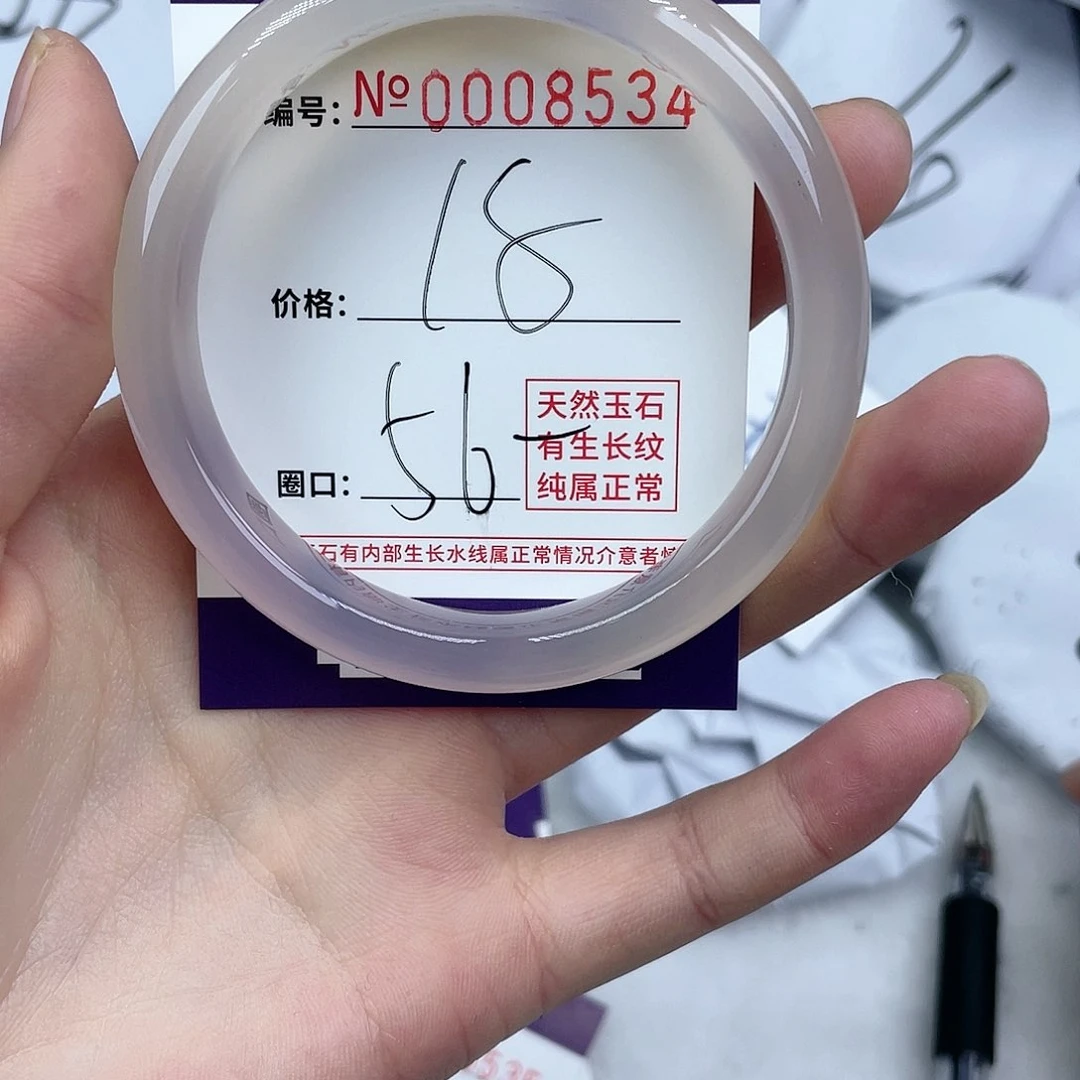 编号: №0008534
价格: 18
圈口: 56-
天然玉石
有生长纹
纯属正常
石有内部生长水线属正常情况介意者慎